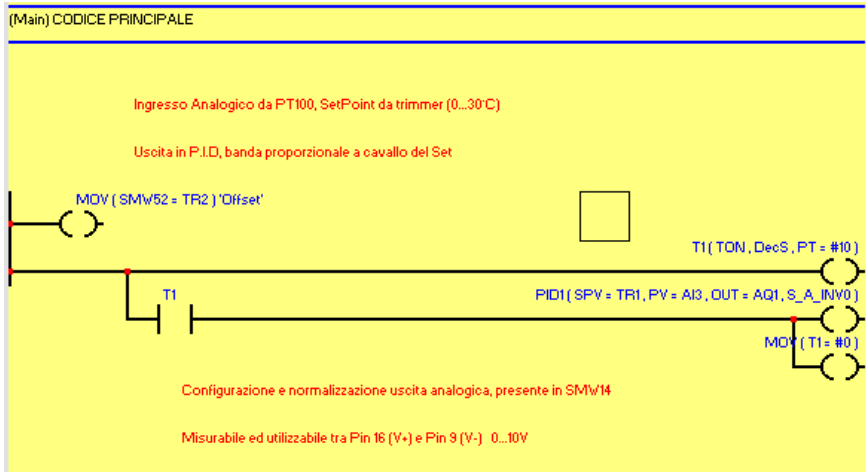 (Main) CODICE PRINCIPALE
Ingresso Analogico da PT100, SetPoint da trimmer (0...30°C)
Uscita in P.I.D, banda proporzionale a cavallo del Set
MOV ( SMW52 = TR2 ) 'Offset'
T1( TON , DecS, PT = #10 )
T1
PID1( SPV = TR1, PV = AI3 , OUT = AQ1, S_A_INV0 )
MOV ( T1= #0 )
Configurazione e normalizzazione uscita analogica, presente in SMW14
Misurabile ed utilizzabile tra Pin 16 (V+) e Pin 9 (V-) 0...10V